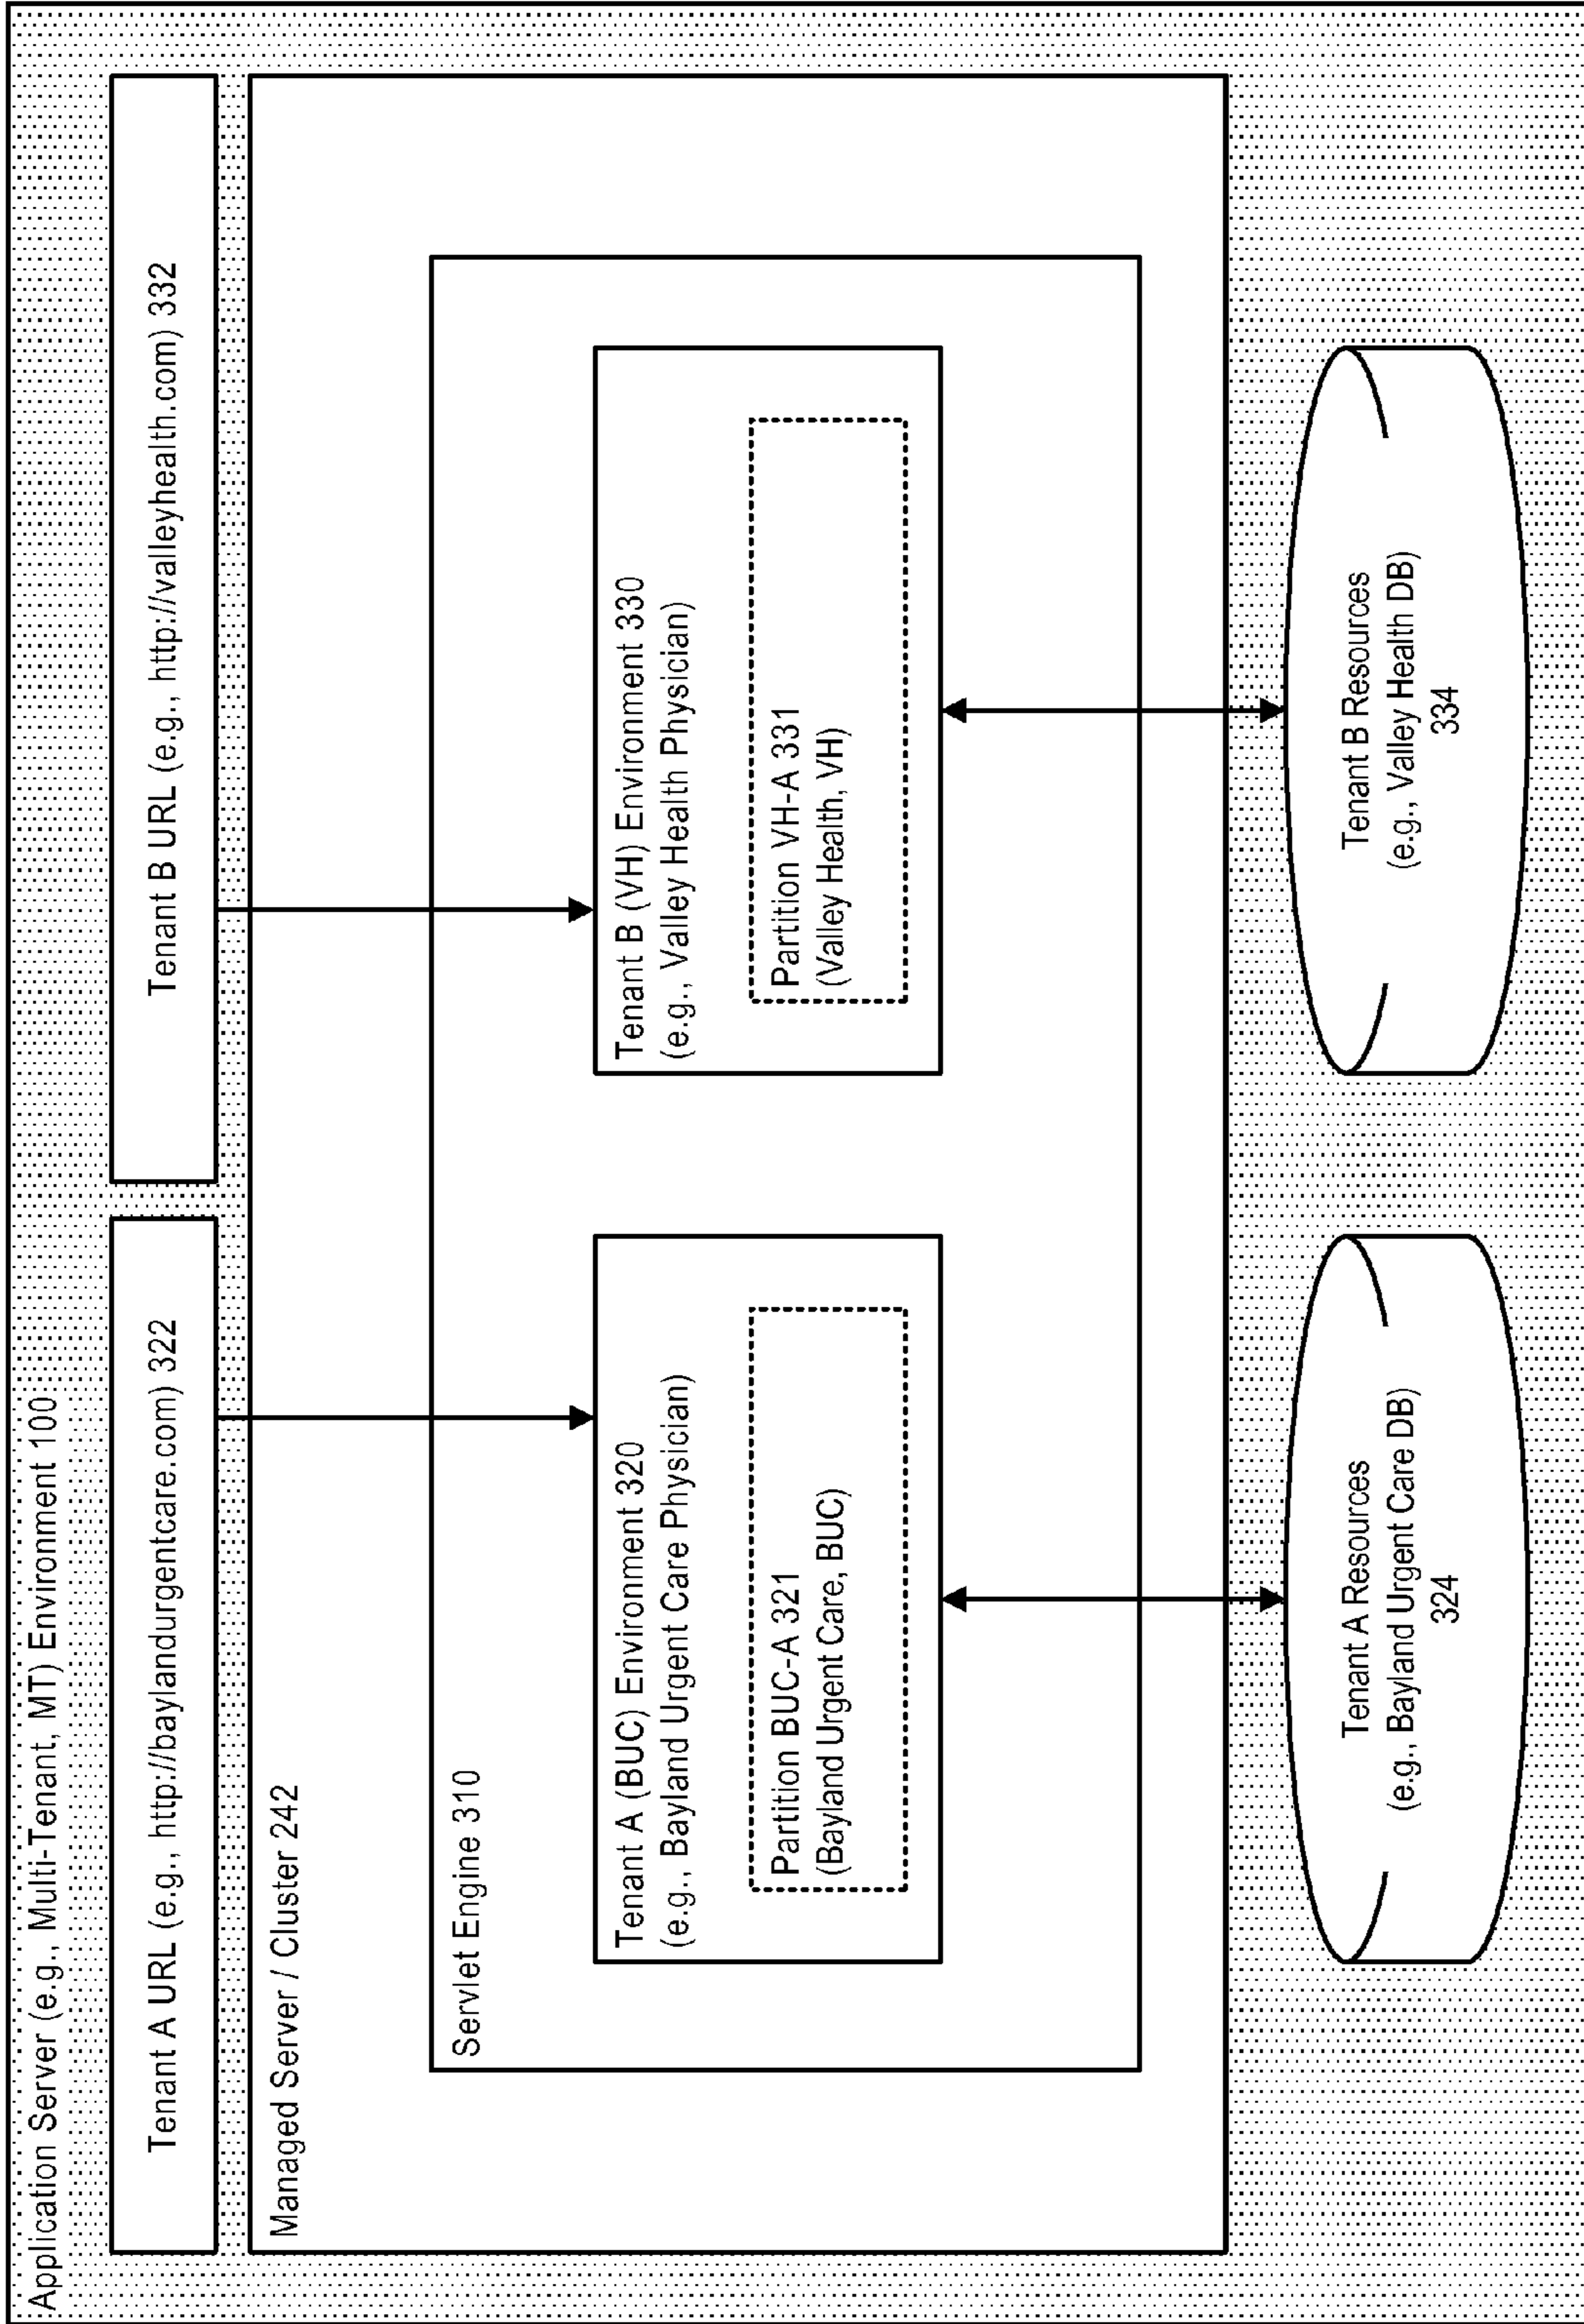 Application Server (e.g., Multi-Tenant, MT) Environment 100
Tenant A URL (e.g., http://baylandurgentcare.com) 322
Tenant B URL (e.g., http://valleyhealth.com) 332
Managed Server / Cluster 242
Servlet Engine 310
Tenant A (BUC) Environment 320
(e.g., Bayland Urgent Care Physician)
Partition BUC-A 321
(Bayland Urgent Care, BUC)
Tenant B (VH) Environment 330
(e.g., Valley Health Physician)
Partition VH-A 331
(Valley Health, VH)
Tenant A Resources
(e.g., Bayland Urgent Care DB)
324
Tenant B Resources
(e.g., Valley Health DB)
334